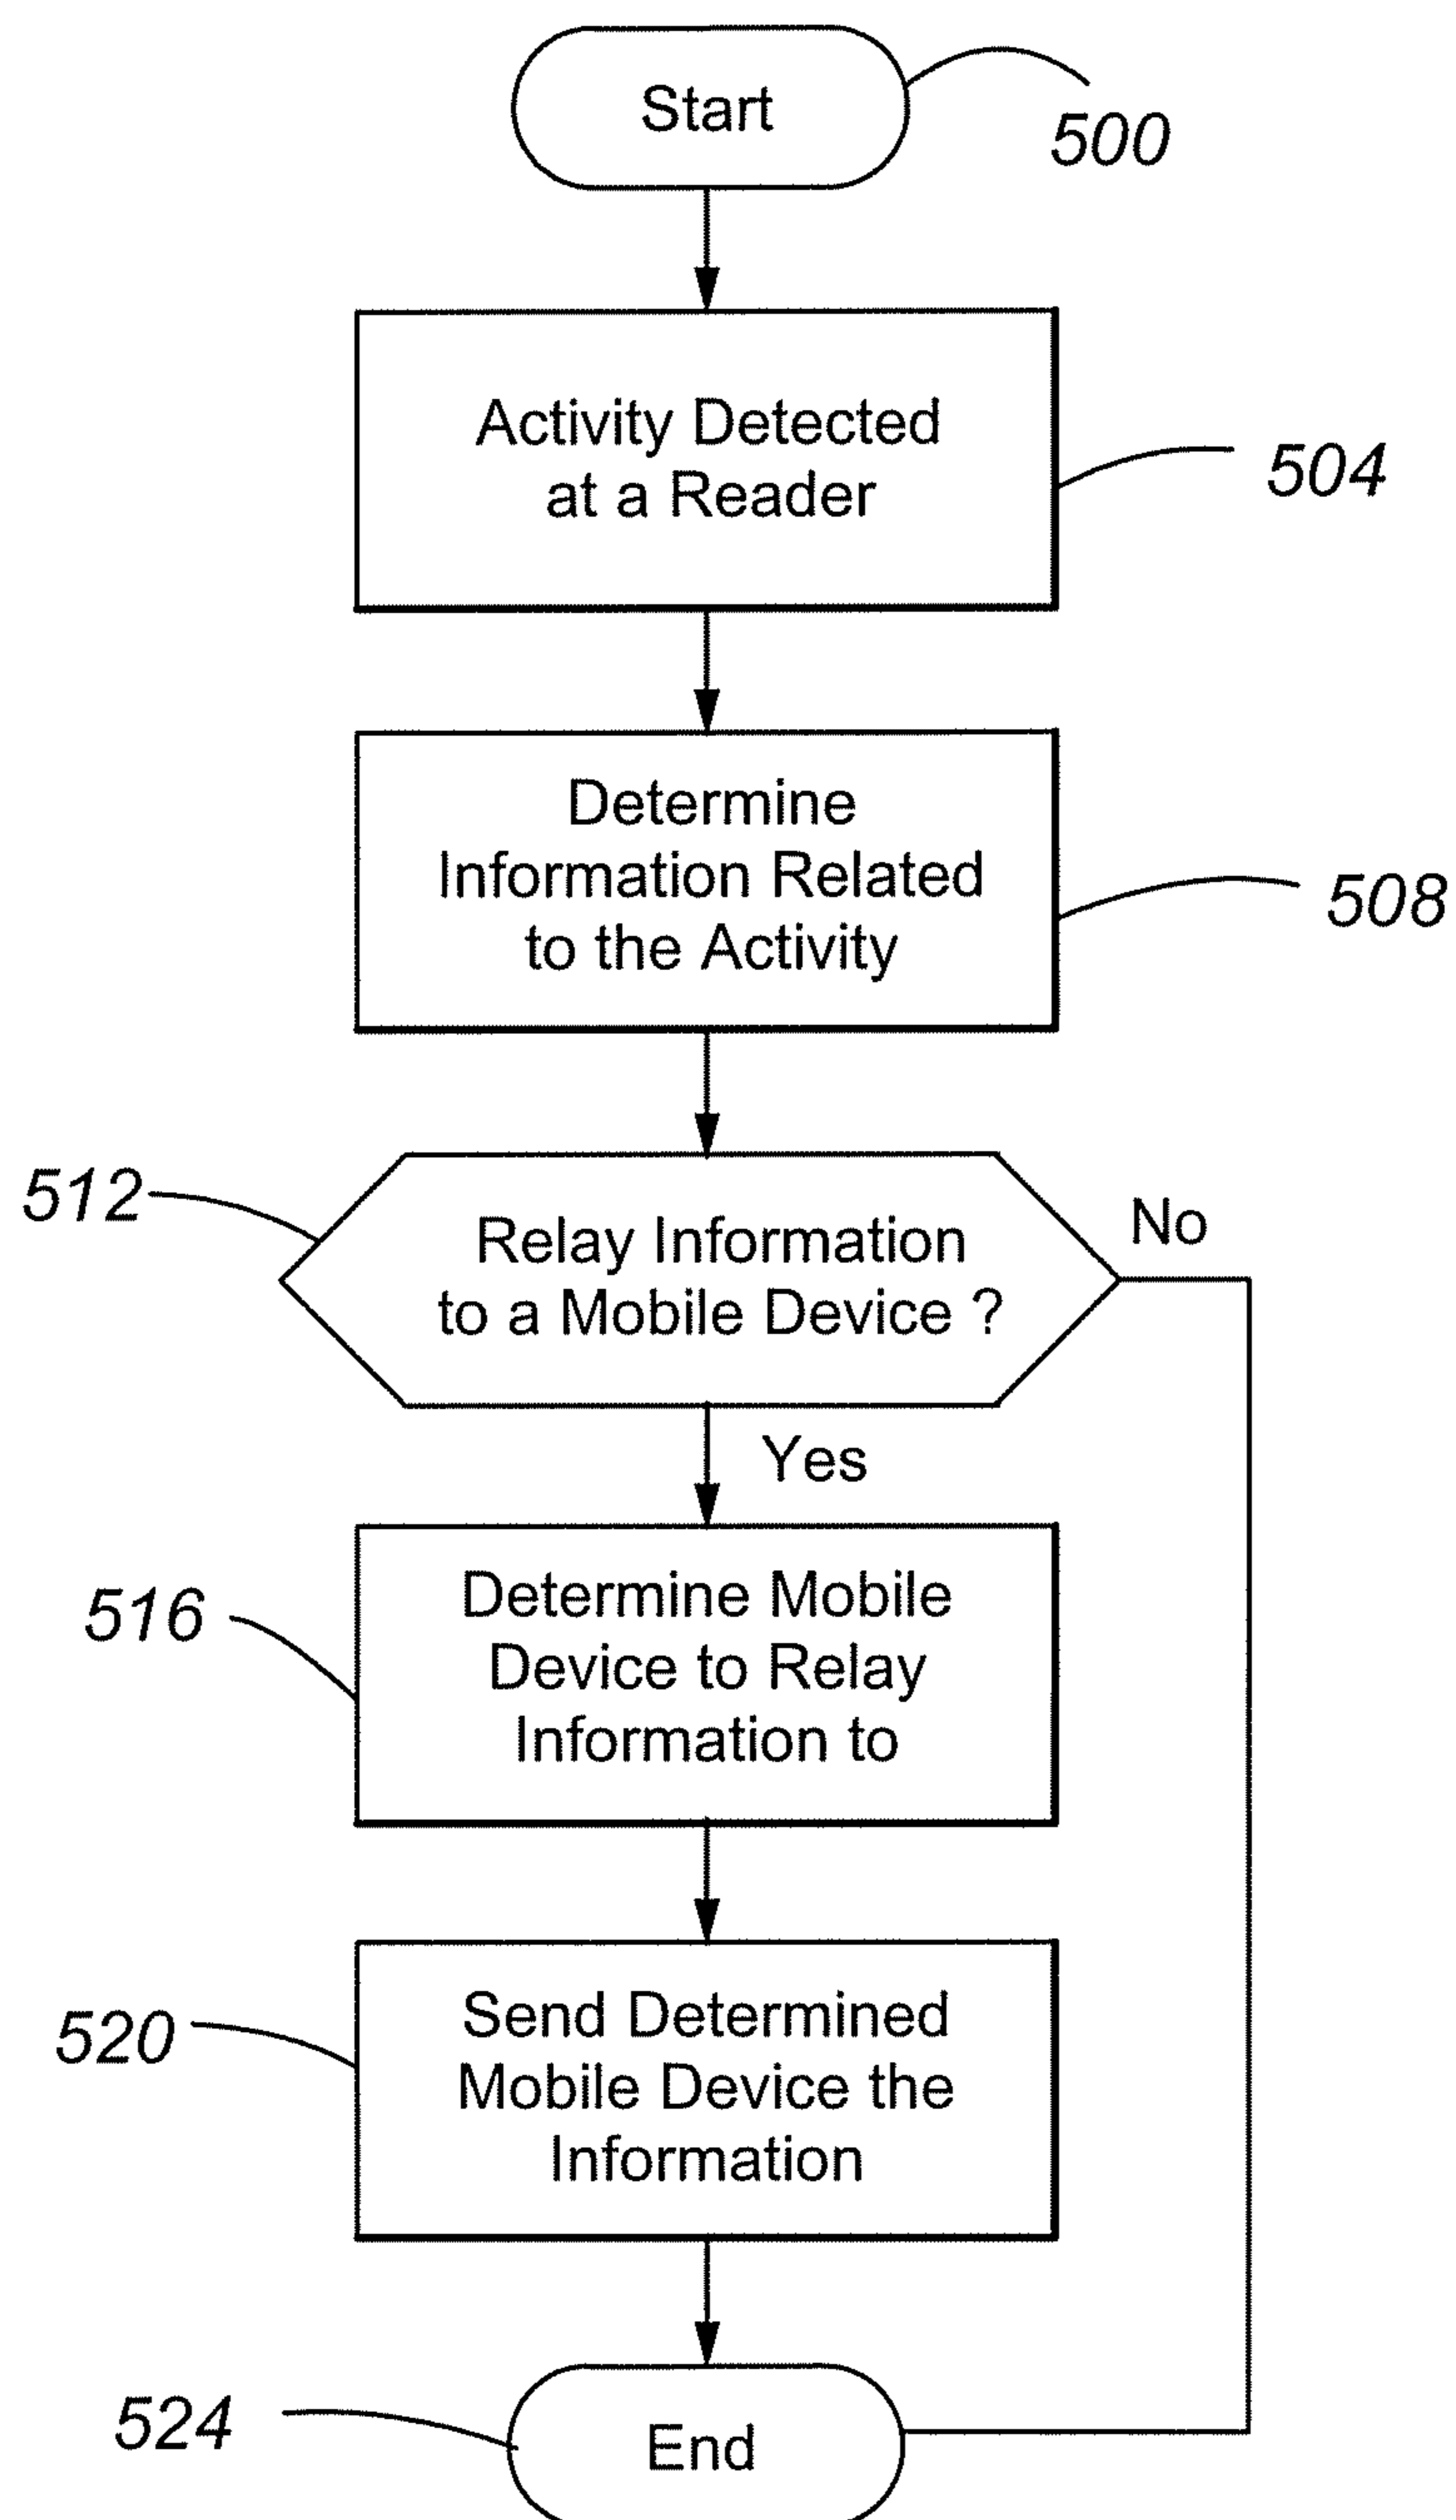 Start
500
Activity Detected
at a Reader
504
Determine
Information Related
to the Activity
508
512
Relay Information
to a Mobile Device ?
No
Yes
516
Determine Mobile
Device to Relay
Information to
520
Send Determined
Mobile Device the
Information
524
End